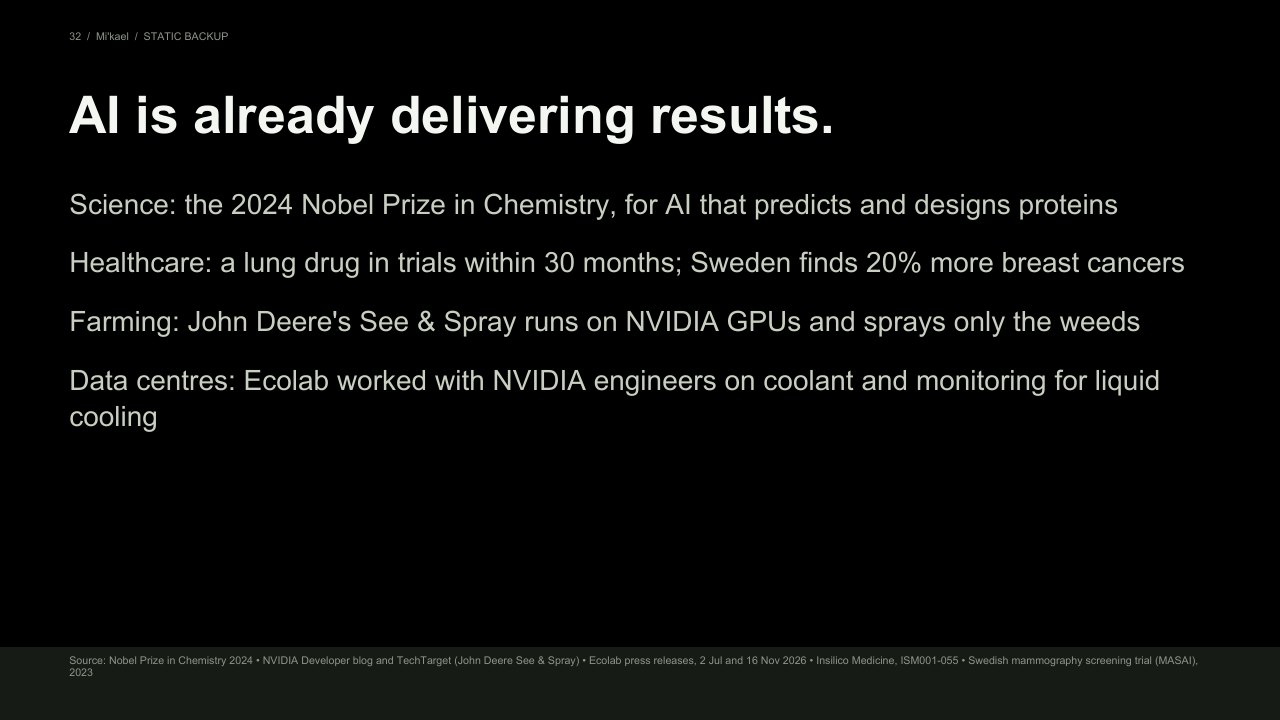 32 / Mi'kael / STATIC BACKUP
AI is already delivering results.
Science: the 2024 Nobel Prize in Chemistry, for AI that predicts and designs proteins
Healthcare: a lung drug in trials within 30 months; Sweden finds 20% more breast cancers
Farming: John Deere's See & Spray runs on NVIDIA GPUs and sprays only the weeds
Data centres: Ecolab worked with NVIDIA engineers on coolant and monitoring for liquid
cooling
Source: Nobel Prize in Chemistry 2024 • NVIDIA Developer blog and TechTarget (John Deere See & Spray) • Ecolab press releases, 2 Jul and 16 Nov 2026 • Insilico Medicine, ISM001-055 • Swedish mammography screening trial (MASAI),
2023